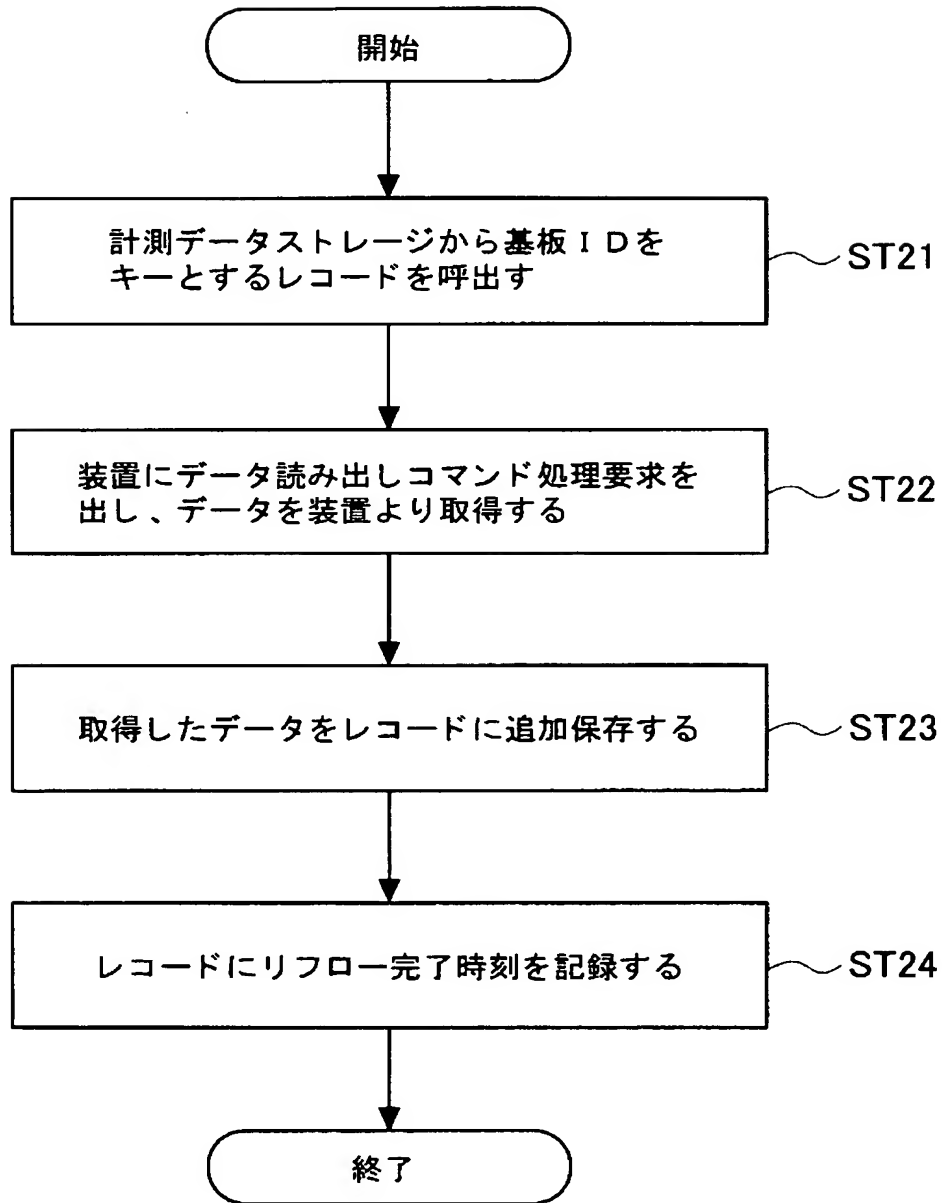 開始
計測データストレージから基板ＩＤを
キーとするレコードを呼出す
ST21
装置にデータ読み出しコマンド処理要求を
出し、データを装置より取得する
ST22
取得したデータをレコードに追加保存する
ST23
レコードにリフロー完了時刻を記録する
ST24
終了